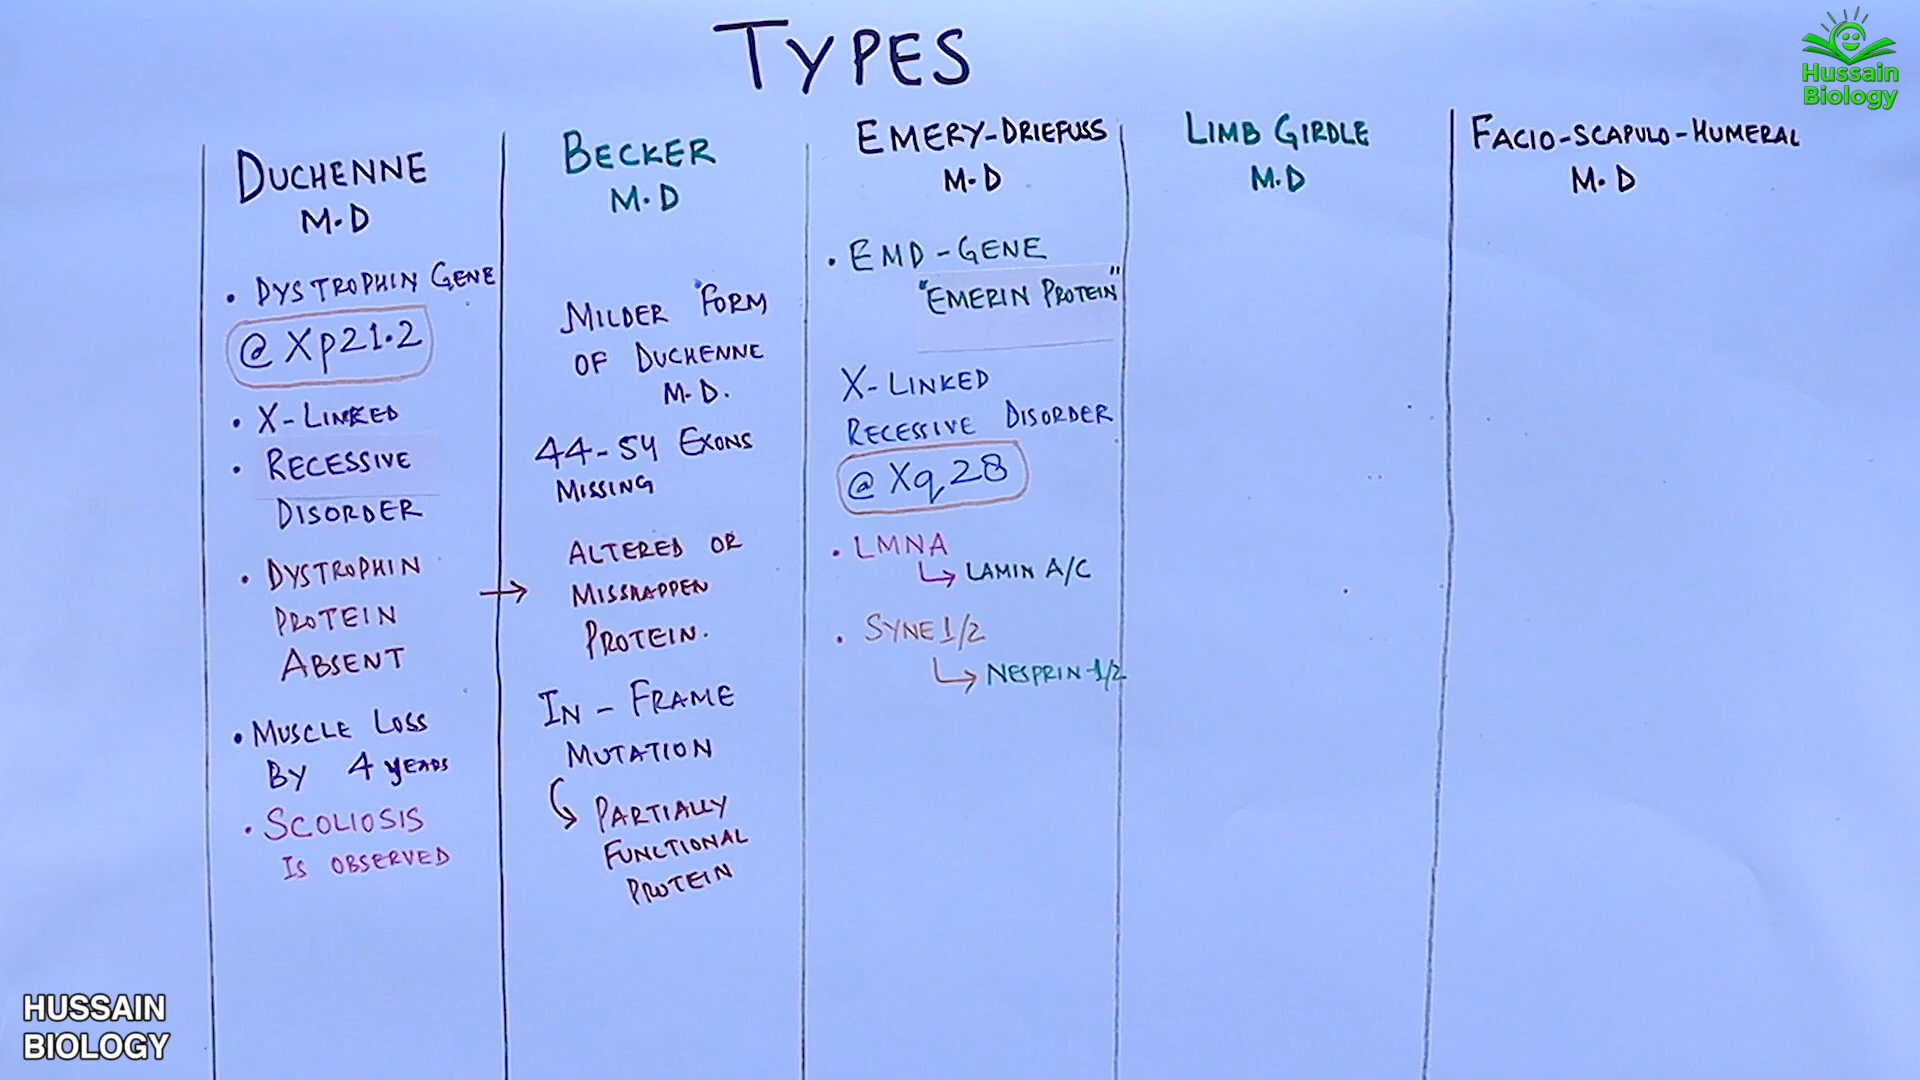 TYPES
Hussain
Biology
DUCHENNE
M.D
• DYSTROPHIN GENE
@ Xp21.2
• X-LINKED
• RECESSIVE
DISORDER
• DYSTROPHIN
PROTEIN
ABSENT
• MUSCLE LOSS
BY 4 YEARS
• SCOLIOSIS
IS OBSERVED
BECKER
M.D
MILDER FORM
OF DUCHENNE
M.D.
44-54 EXONS
MISSING
→ ALTERED OR
MISSHAPPEN
PROTEIN.
IN-FRAME
MUTATION
PARTIALLY
FUNCTIONAL
PROTEIN
EMERY-DRIEFUSS
M.D
• EMD-GENE
"EMERIN PROTEIN"
X-LINKED
RECESSIVE DISORDER
@ Xq28
• LMNA
↳ LAMIN A/C
• SYNE1/2
↳ NESPRIN-1/2
LIMB GIRDLE
M.D
FACIO-SCAPULO-HUMERAL
M.D
HUSSAIN
BIOLOGY